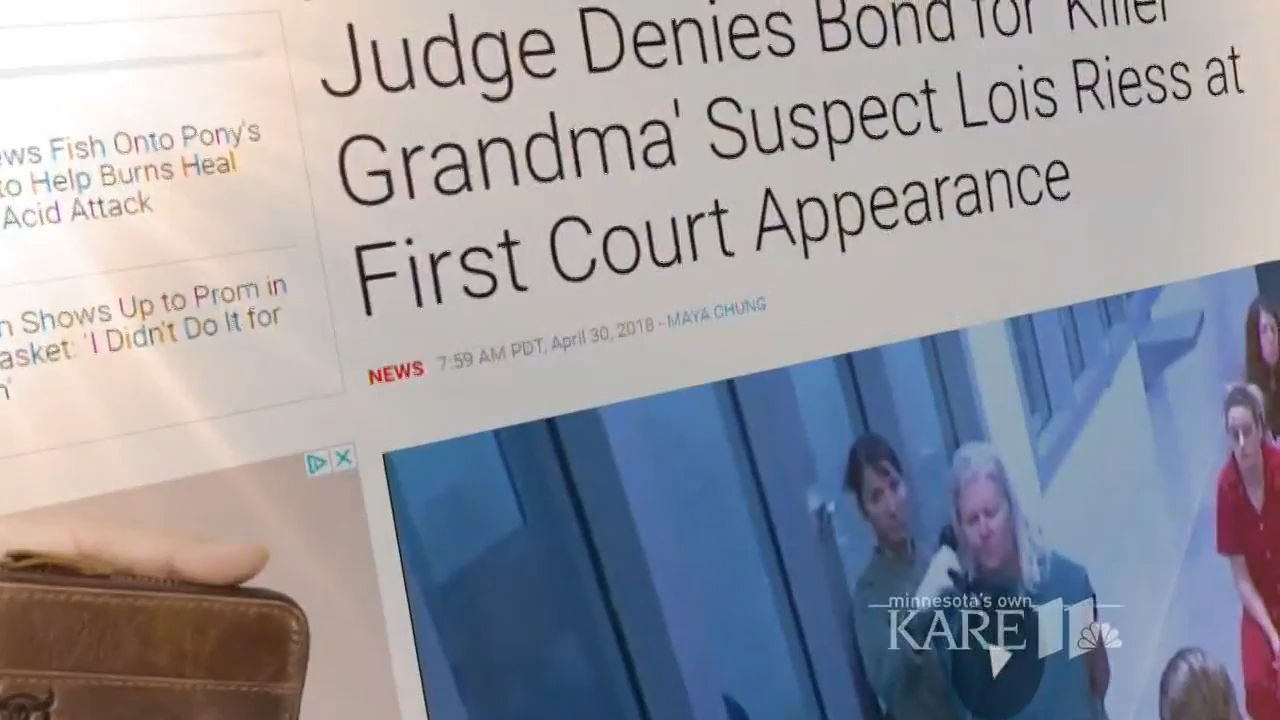 Judge Denies Bond for 'Killer
Grandma' Suspect Lois Riess at
First Court Appearance
NEWS 7:59 AM PDT, April 30, 2018 - MAYA CHUNG
ws Fish Onto Pony's
to Help Burns Heal
Acid Attack
n Shows Up to Prom in
asket: 'I Didn't Do It for
n'
minnesota's own
KARE 11